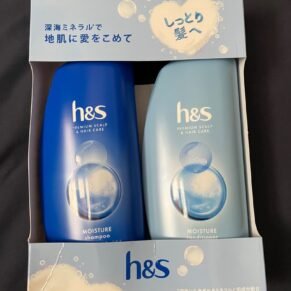 深海ミネラルで
地肌に愛をこめて
しっとり
髪へ
h&s
PREMIUM SCALP
& HAIR CARE
MOISTURE
shampoo
h&s
PREMIUM SCALP
& HAIR CARE
MOISTURE
conditioner
h&s